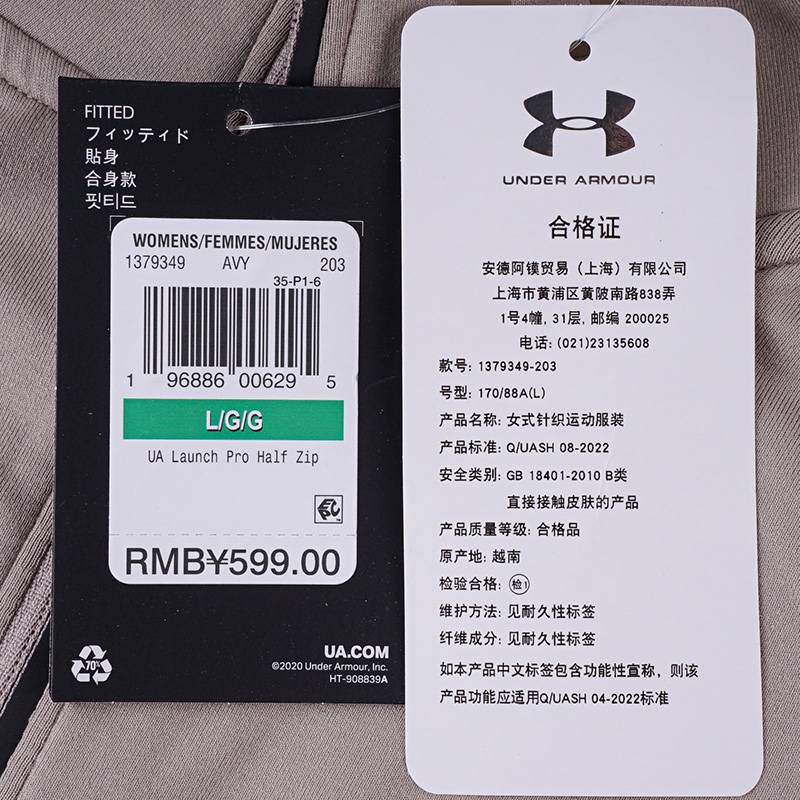 FITTED
フィッティド
貼身
合身款
핏티드
WOMENS/FEMMES/MUJERES
1379349 AVY 203
35-P1-6
1 96886 00629 5
L/G/G
UA Launch Pro Half Zip
EPC
RMB¥599.00
70%
UA.COM
©2020 Under Armour, Inc.
HT-908839A
UNDER ARMOUR
合格证
安德阿镆贸易（上海）有限公司
上海市黄浦区黄陂南路838弄
1号4幢, 31层, 邮编 200025
电话: (021)23135608
款号: 1379349-203
号型: 170/88A(L)
产品名称: 女式针织运动服装
产品标准: Q/UASH 08-2022
安全类别: GB 18401-2010 B类
直接接触皮肤的产品
产品质量等级: 合格品
原产地: 越南
检验合格: 检1
维护方法: 见耐久性标签
纤维成分: 见耐久性标签
如本产品中文标签包含功能性宣称，则该
产品功能应适用Q/UASH 04-2022标准